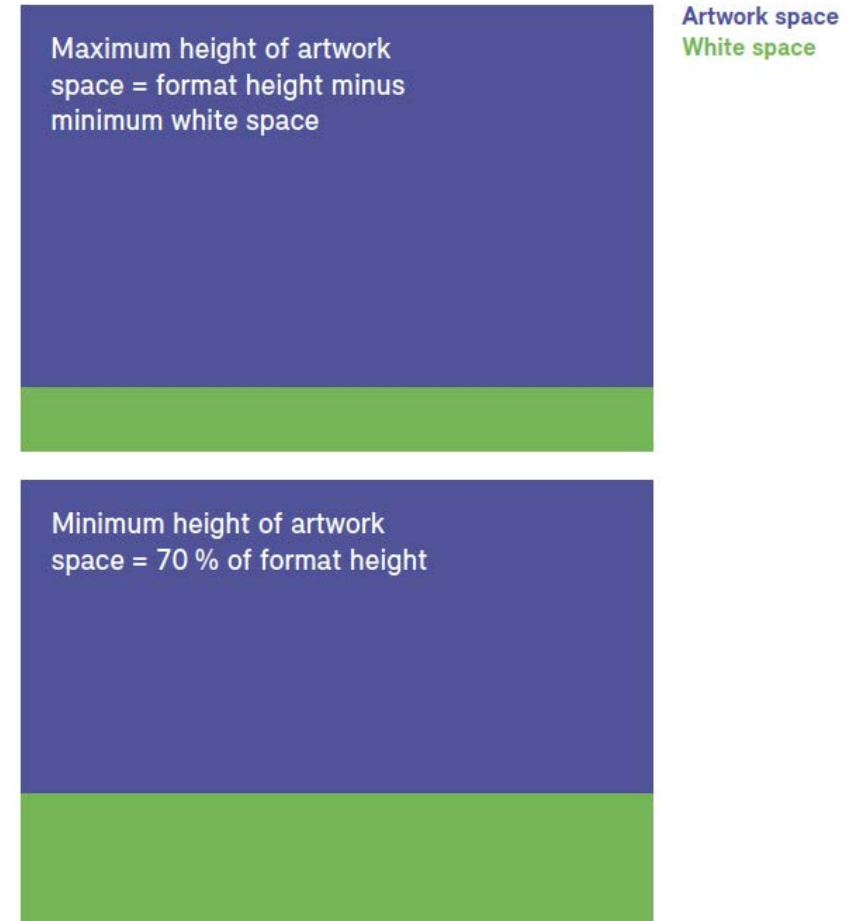 Maximum height of artwork
space = format height minus
minimum white space
Artwork space
White space
Minimum height of artwork
space = 70 % of format height